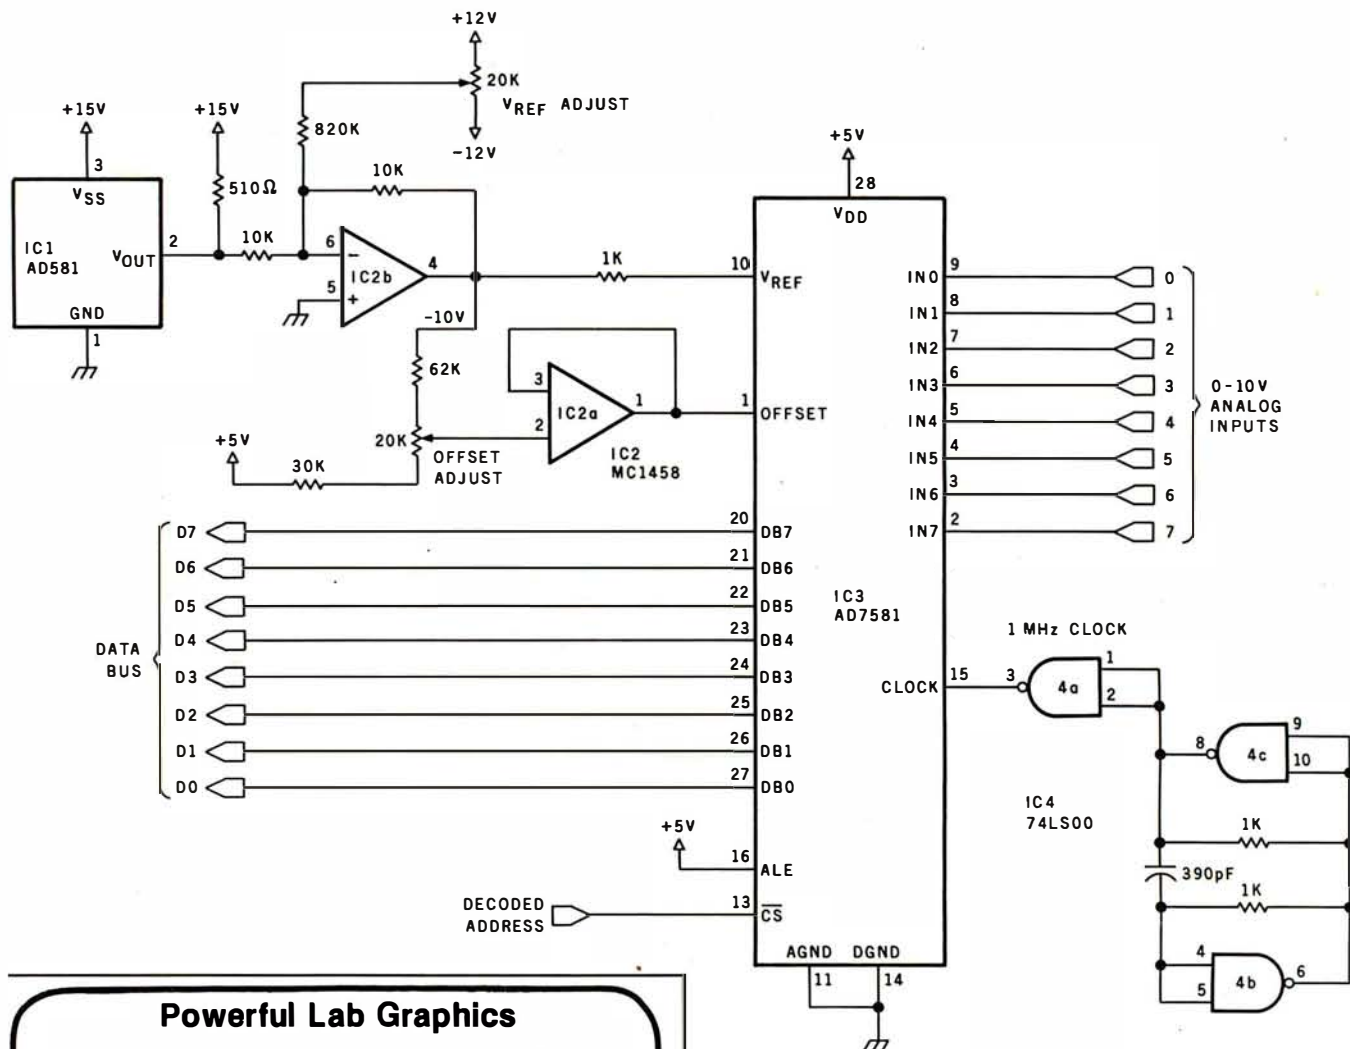 +12V
20K
VREF ADJUST
-12V
+15V
+15V
820K
3
VSS
510Ω
10K
IC1
AD581
VOUT
2
10K
GND
1
6
-
5
+
IC2b
4
-10V
1K
10
VREF
62K
3
2
IC2a
1
1
OFFSET
IC2
MC1458
20K
OFFSET
ADJUST
+5V
30K
+5V
28
VDD
IN0
9
0
IN1
8
1
IN2
7
2
IN3
6
3
IN4
5
4
IN5
4
5
IN6
3
6
IN7
2
7
0-10V
ANALOG
INPUTS
DATA
BUS
D7
20
DB7
D6
21
DB6
D5
22
DB5
D4
23
DB4
D3
24
DB3
D2
25
DB2
D1
26
DB1
D0
27
DB0
IC3
AD7581
1 MHz CLOCK
CLOCK
15
3
4a
1
2
8
4c
9
10
IC4
74LS00
1K
390pF
1K
4
5
4b
6
+5V
16
ALE
DECODED
ADDRESS
13
CS
AGND
DGND
11
14
Powerful Lab Graphics